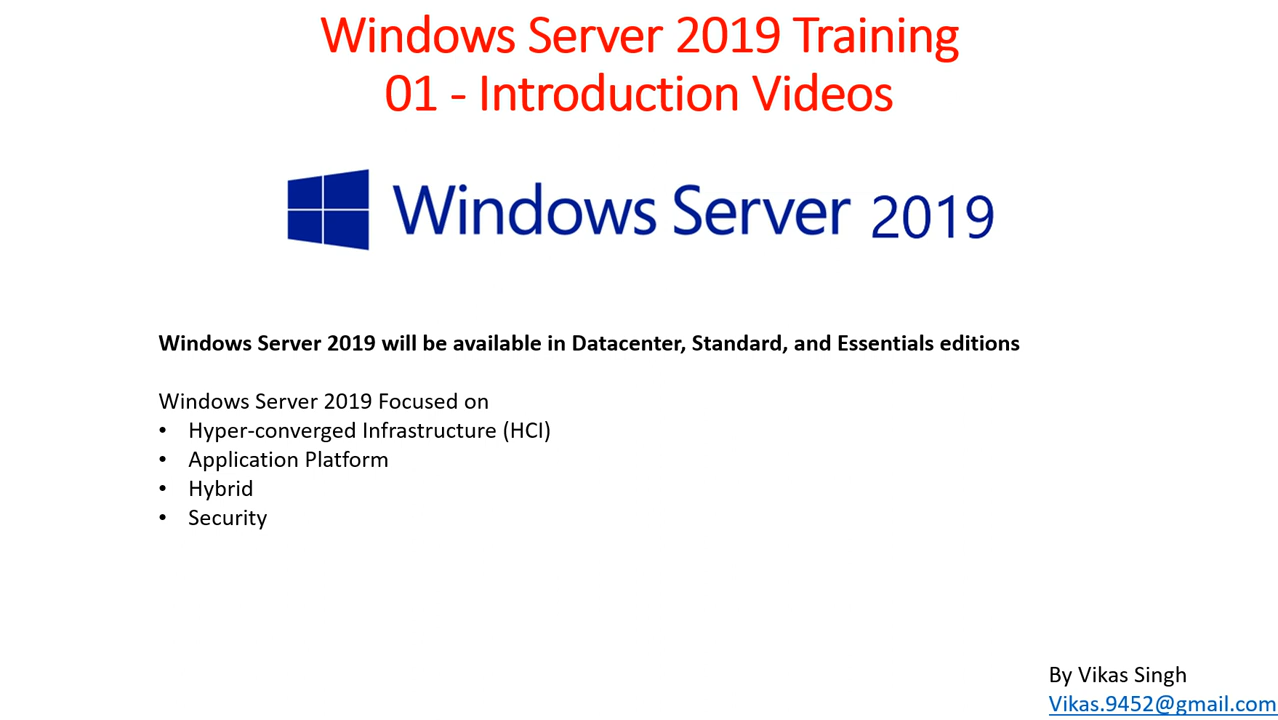 Windows Server 2019 Training
01 - Introduction Videos
Windows Server 2019
Windows Server 2019 will be available in Datacenter, Standard, and Essentials editions
Windows Server 2019 Focused on
• Hyper-converged Infrastructure (HCI)
• Application Platform
• Hybrid
• Security
By Vikas Singh
Vikas.9452@gmail.com